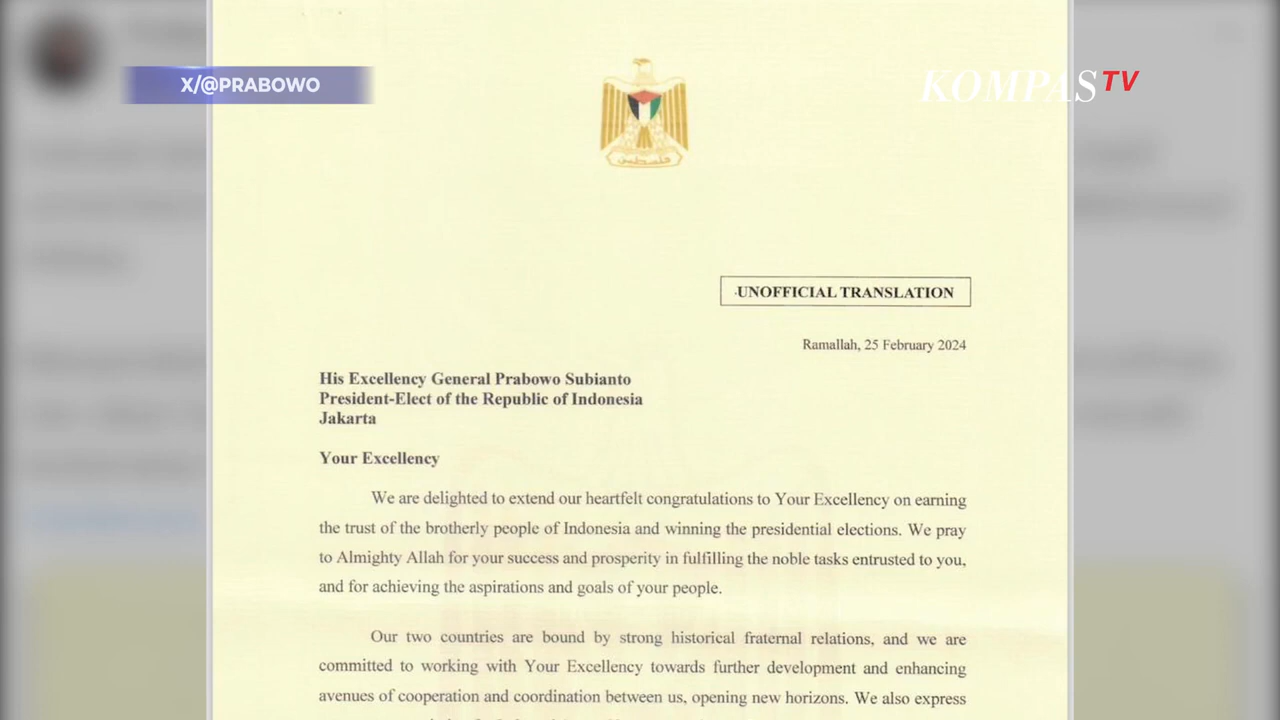 X/@PRABOWO
KOMPAS TV
فلسطين
UNOFFICIAL TRANSLATION
Ramallah, 25 February 2024
His Excellency General Prabowo Subianto
President-Elect of the Republic of Indonesia
Jakarta
Your Excellency
We are delighted to extend our heartfelt congratulations to Your Excellency on earning
the trust of the brotherly people of Indonesia and winning the presidential elections. We pray
to Almighty Allah for your success and prosperity in fulfilling the noble tasks entrusted to you,
and for achieving the aspirations and goals of your people.
Our two countries are bound by strong historical fraternal relations, and we are
committed to working with Your Excellency towards further development and enhancing
avenues of cooperation and coordination between us, opening new horizons. We also express